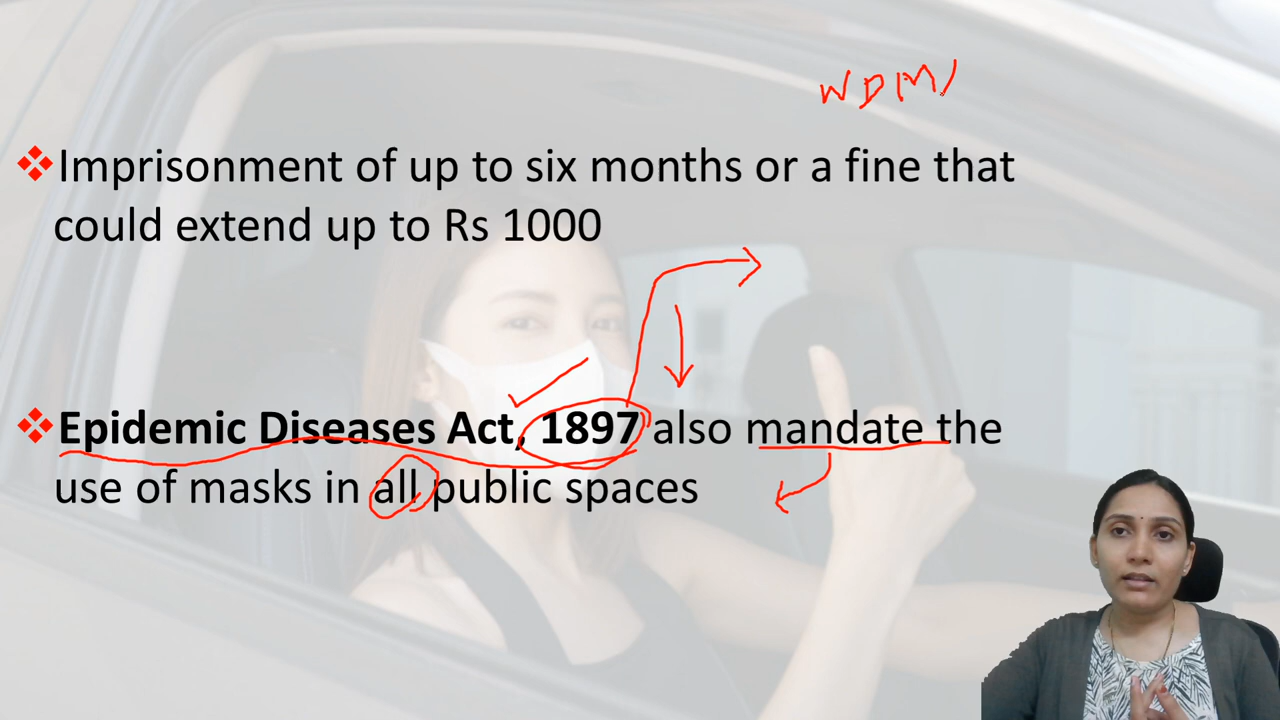 WDM
❖Imprisonment of up to six months or a fine that
could extend up to Rs 1000
❖Epidemic Diseases Act, 1897 also mandate the
use of masks in all public spaces